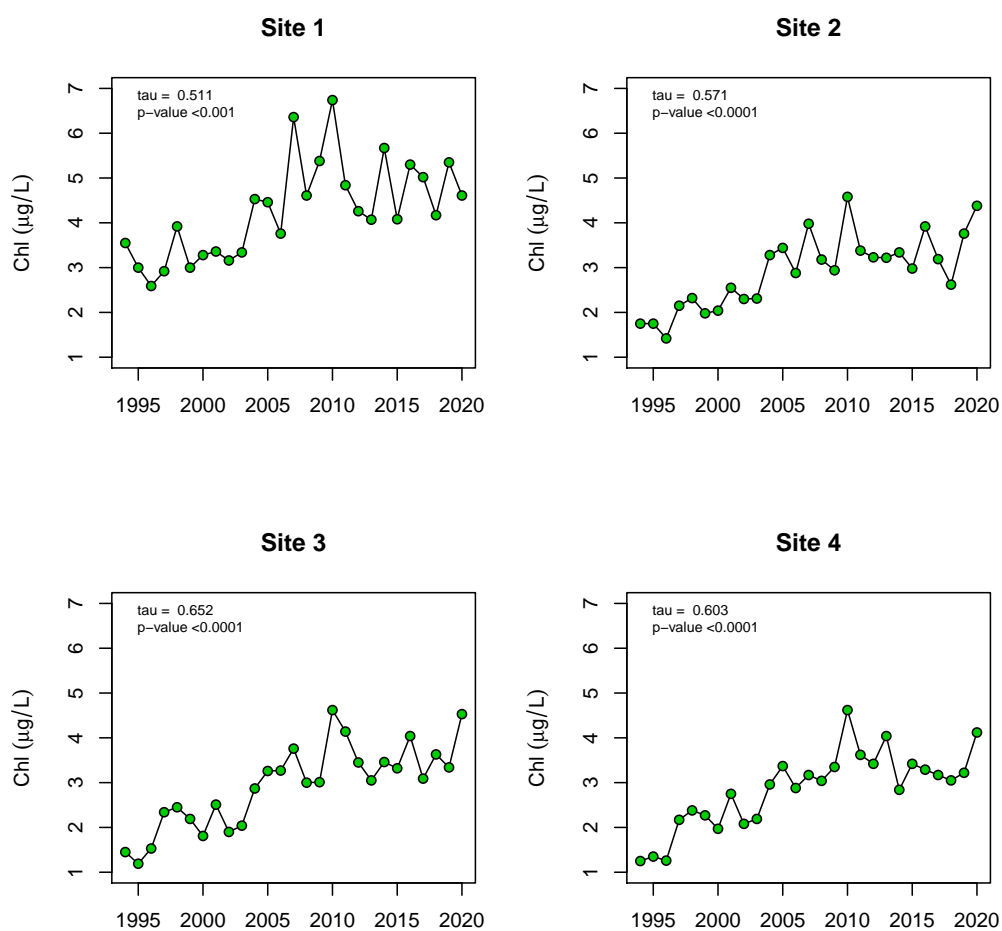 Site 1
tau =  0.511
p−value <0.001
Chl (µg/L)
7
6
5
4
3
2
1
1995 2000 2005 2010 2015 2020
Site 2
tau =  0.571
p−value <0.0001
Chl (µg/L)
7
6
5
4
3
2
1
1995 2000 2005 2010 2015 2020
Site 3
tau =  0.652
p−value <0.0001
Chl (µg/L)
7
6
5
4
3
2
1
1995 2000 2005 2010 2015 2020
Site 4
tau =  0.603
p−value <0.0001
Chl (µg/L)
7
6
5
4
3
2
1
1995 2000 2005 2010 2015 2020